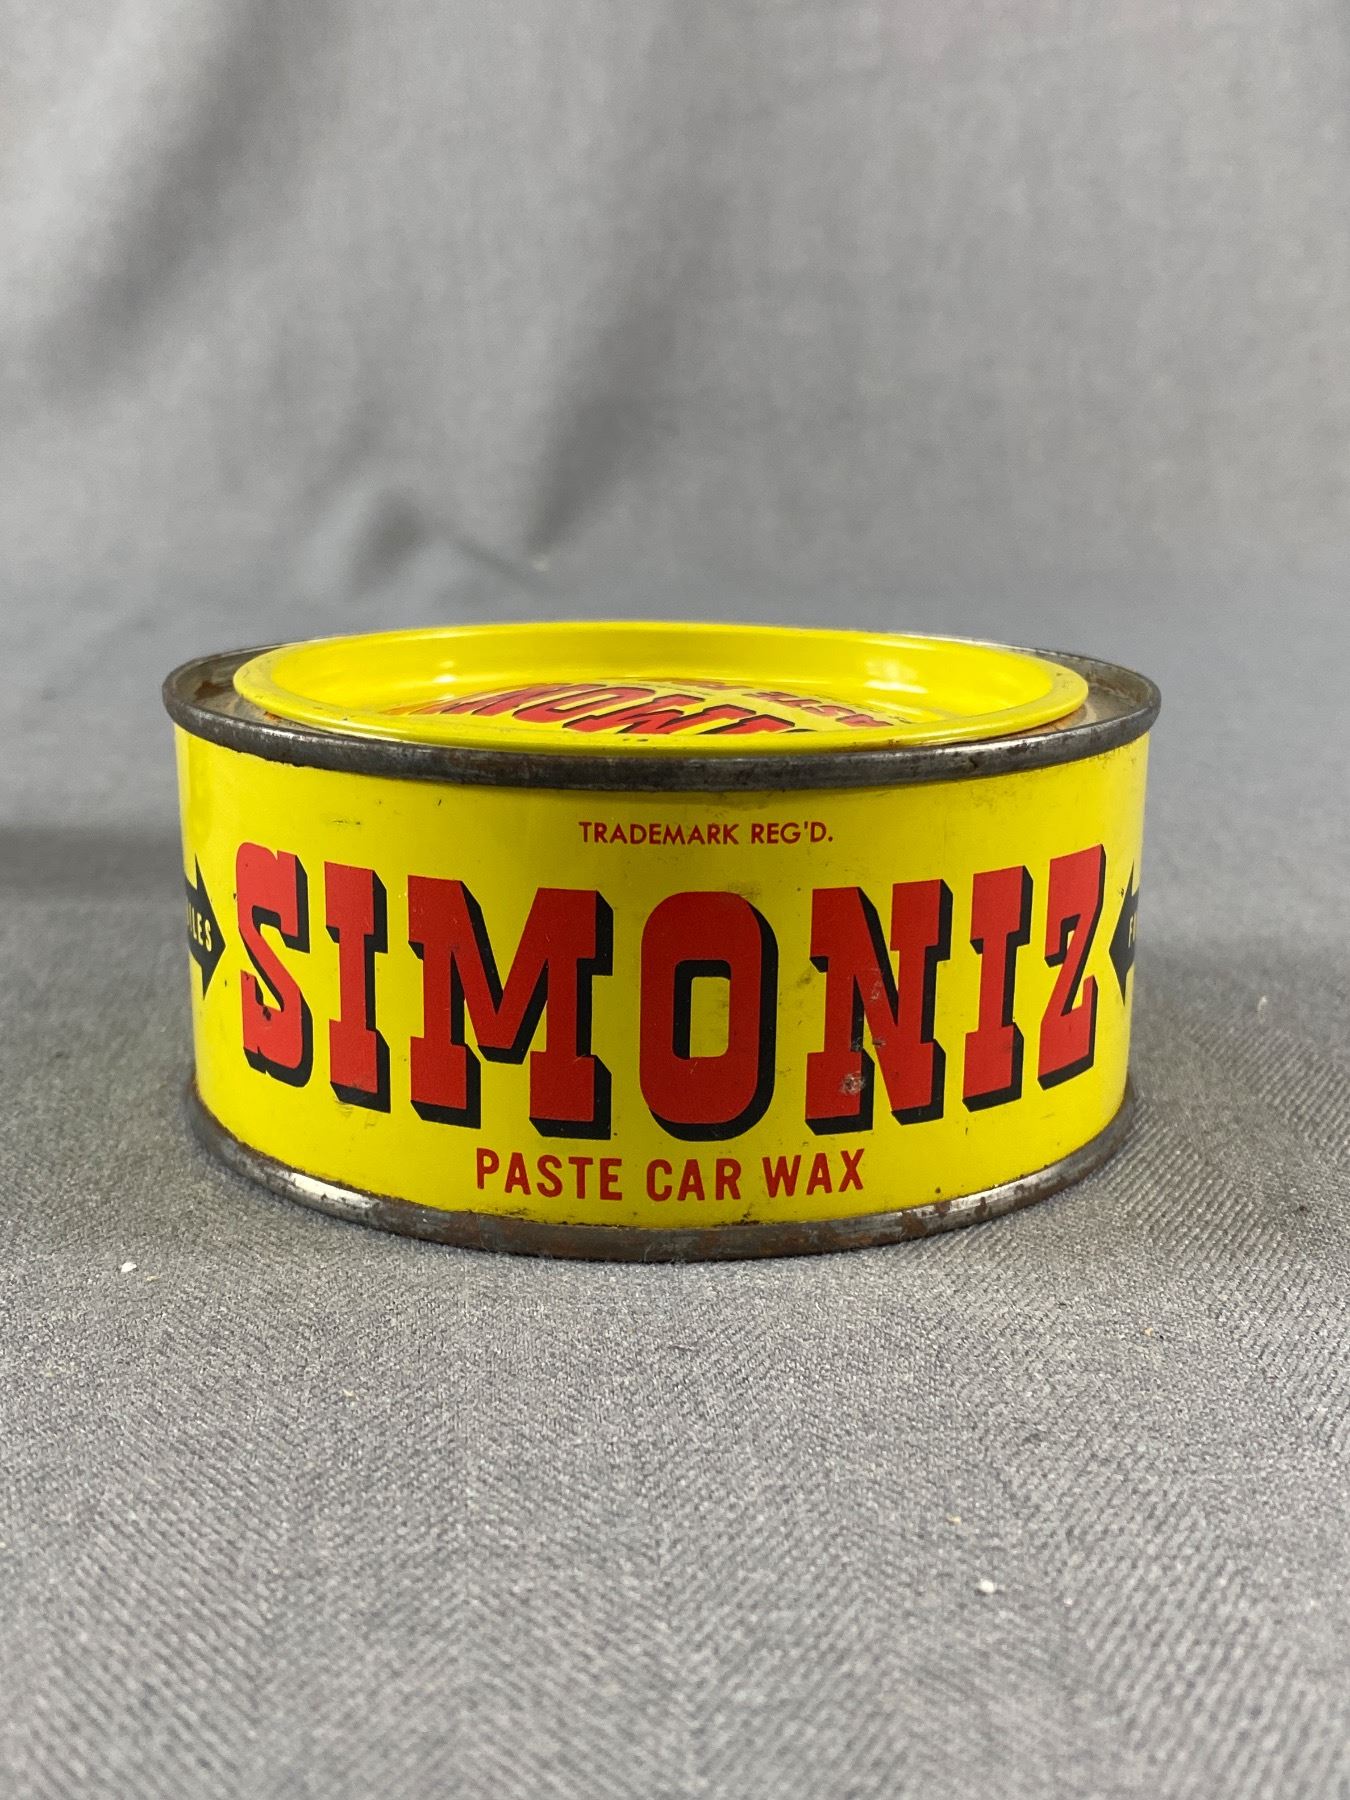 TRADEMARK REG'D.
SIMONIZ
PASTE CAR WAX